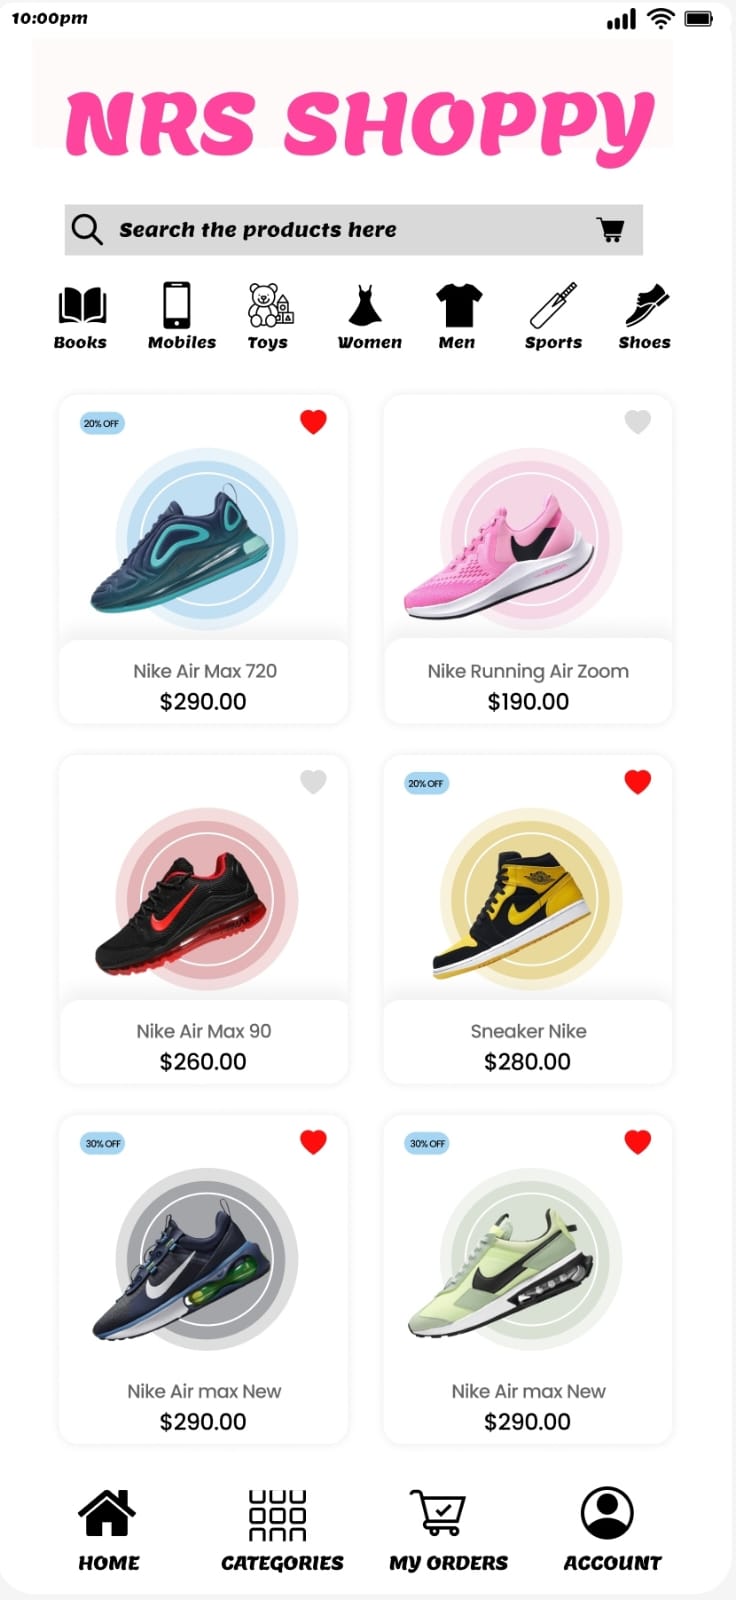 10:00pm
NRS SHOPPY
Search the products here
Books Mobiles Toys Women Men Sports Shoes
20% OFF
Nike Air Max 720
$290.00
Nike Running Air Zoom
$190.00
Nike Air Max 90
$260.00
20% OFF
Sneaker Nike
$280.00
30% OFF
Nike Air max New
$290.00
30% OFF
Nike Air max New
$290.00
HOME CATEGORIES MY ORDERS ACCOUNT